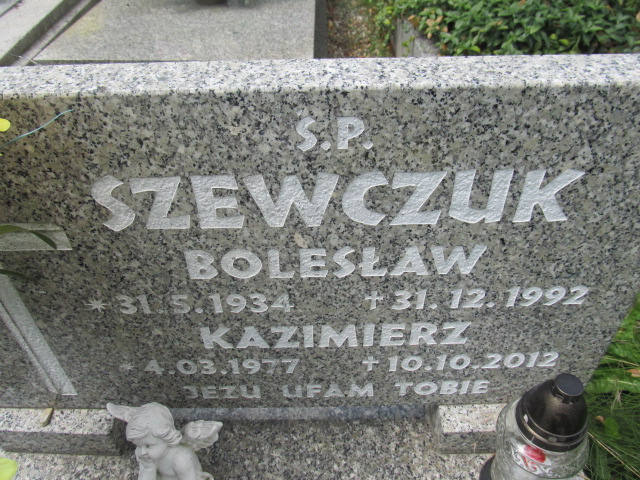 Ś.P.
SZEWCZUK
BOLESŁAW
*31.5.1934 †31.12.1992
KAZIMIERZ
*4.03.1977 †10.10.2012
JEZU UFAM TOBIE